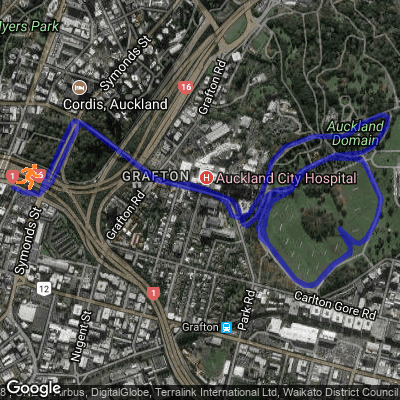 Myers Park
Symonds St
16
Grafton Rd
Cordis, Auckland
Auckland
Domain
GRAFTON
H
Auckland City Hospital
1
Grafton Rd
Symonds St
12
1
Carlton Gore Rd
Park Rd
Nugent St
Grafton
Google
bus, DigitalGlobe, Terralink International Ltd, Waikato District Council